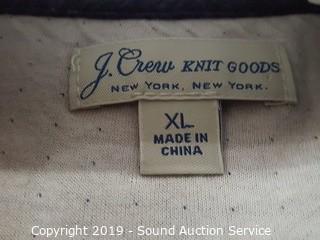 J. Crew KNIT GOODS
NEW YORK, NEW YORK.
XL
MADE IN
CHINA
Copyright 2019 - Sound Auction Service